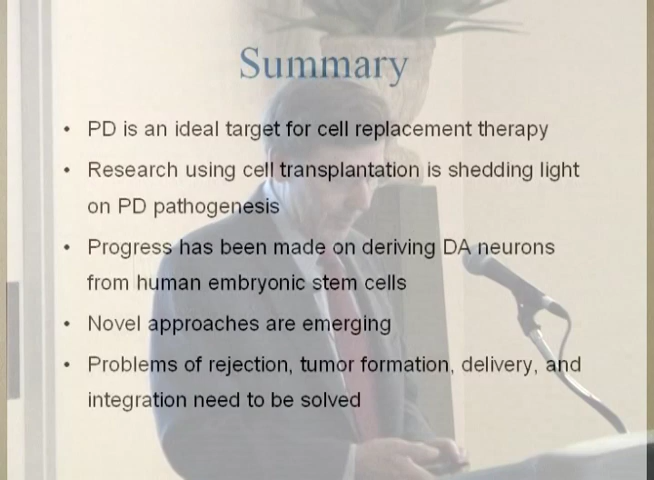 Summary
• PD is an ideal target for cell replacement therapy
• Research using cell transplantation is shedding light
on PD pathogenesis
• Progress has been made on deriving DA neurons
from human embryonic stem cells
• Novel approaches are emerging
• Problems of rejection, tumor formation, delivery, and
integration need to be solved